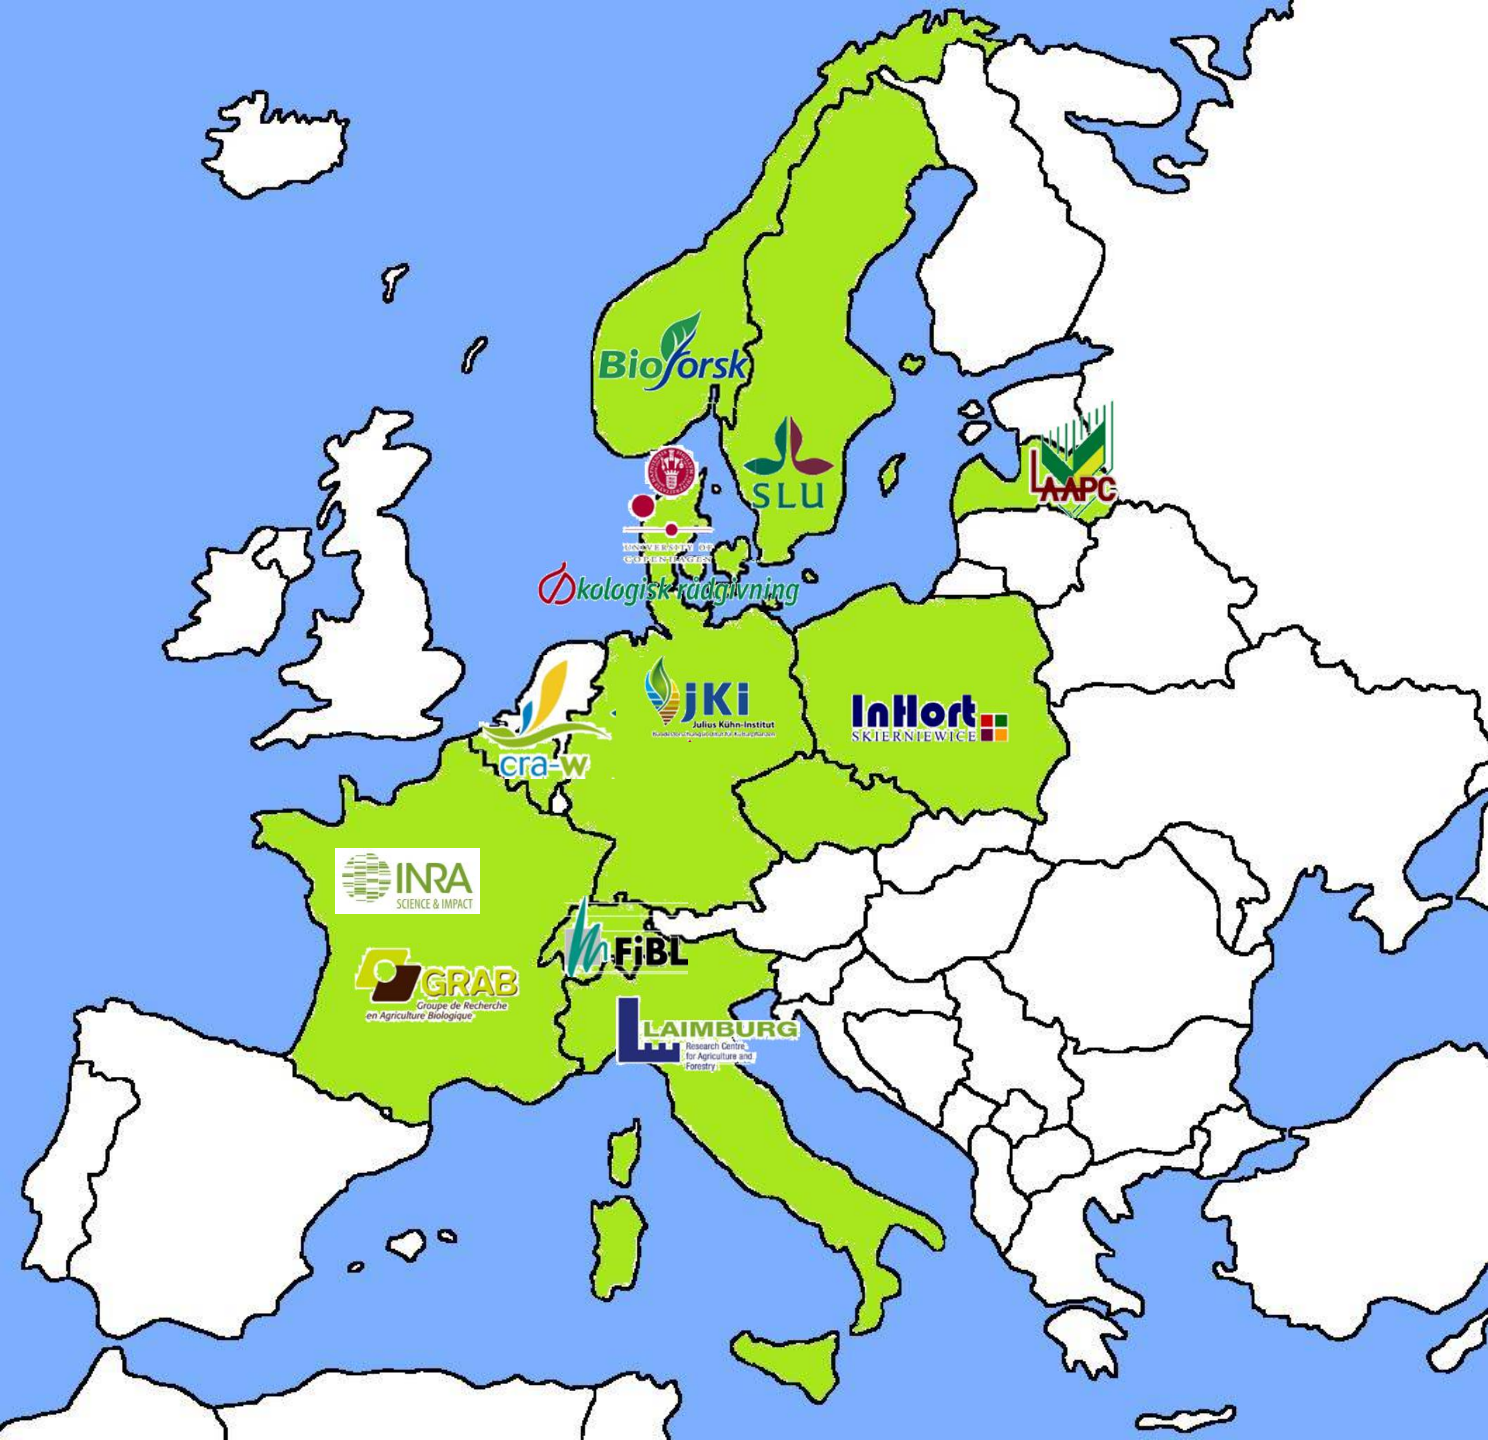 Bioforsk
SLU
LAAPC
UNIVERSITY OF
COPENHAGEN
Økologisk rådgivning
JKi
Julius Kühn-Institut
InHort
SKIERNIEWICE
cra-w
INRA
SCIENCE & IMPACT
FiBL
GRAB
Groupe de Recherche
en Agriculture Biologique
LAIMBURG
Research Centre
for Agriculture and
Forestry